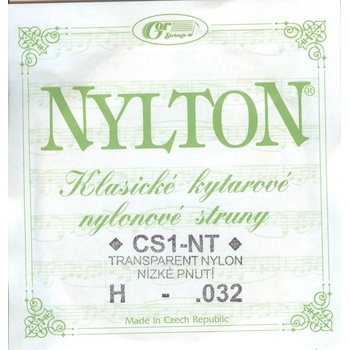 Gor
Strings
NYLTON®
Klasické kytarové
nylonové struny
CS1-NT
TRANSPARENT NYLON
NÍZKÉ PNUTÍ
H - .032
Made in Czech Republic